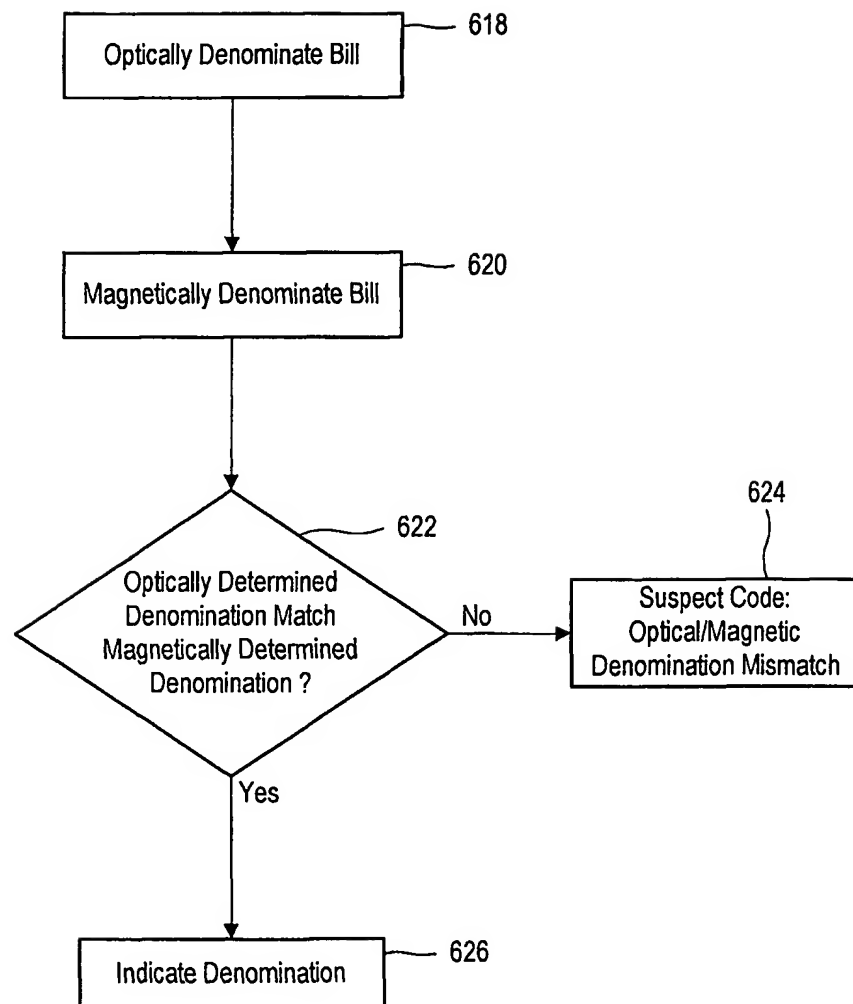 Optically Denominate Bill
618
Magnetically Denominate Bill
620
622
Optically Determined
Denomination Match
Magnetically Determined
Denomination ?
No
624
Suspect Code:
Optical/Magnetic
Denomination Mismatch
Yes
Indicate Denomination
626